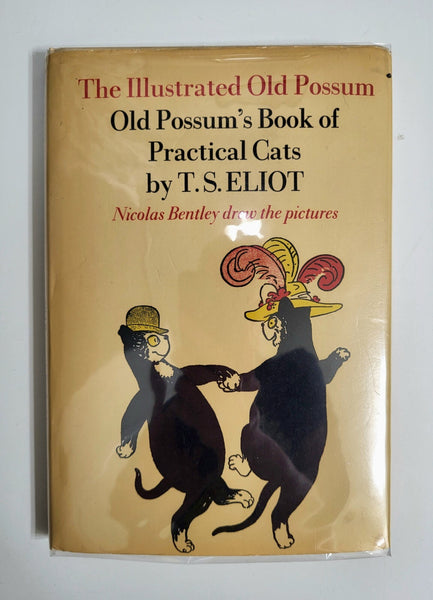 The Illustrated Old Possum
Old Possum's Book of
Practical Cats
by T. S. ELIOT
Nicolas Bentley drew the pictures